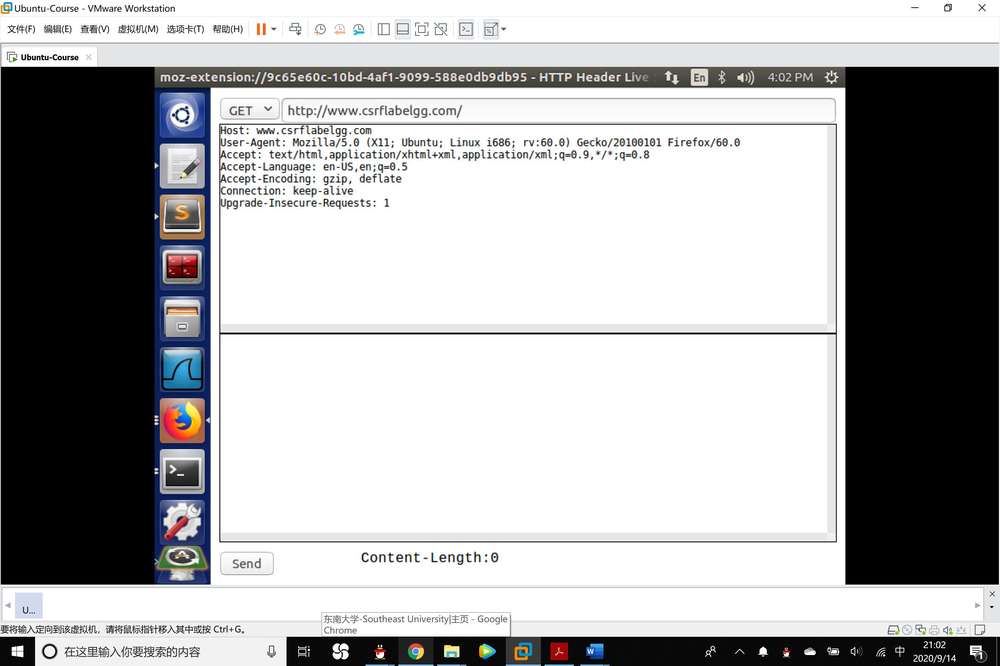 Ubuntu-Course - VMware Workstation
文件(F) 编辑(E) 查看(V) 虚拟机(M) 选项卡(T) 帮助(H)
Ubuntu-Course
moz-extension://9c65e60c-10bd-4af1-9099-588e0db9db95 - HTTP Header Live
En
4:02 PM
GET
http://www.csrflabelgg.com/
Host: www.csrflabelgg.com
User-Agent: Mozilla/5.0 (X11; Ubuntu; Linux i686; rv:60.0) Gecko/20100101 Firefox/60.0
Accept: text/html,application/xhtml+xml,application/xml;q=0.9,*/*;q=0.8
Accept-Language: en-US,en;q=0.5
Accept-Encoding: gzip, deflate
Connection: keep-alive
Upgrade-Insecure-Requests: 1
Send
Content-Length:0
U...
东南大学-Southeast University|主页 - Google
Chrome
要将输入定向到该虚拟机，请将鼠标指针移入其中或按 Ctrl+G。
在这里输入你要搜索的内容
中
21:02
2020/9/14
1